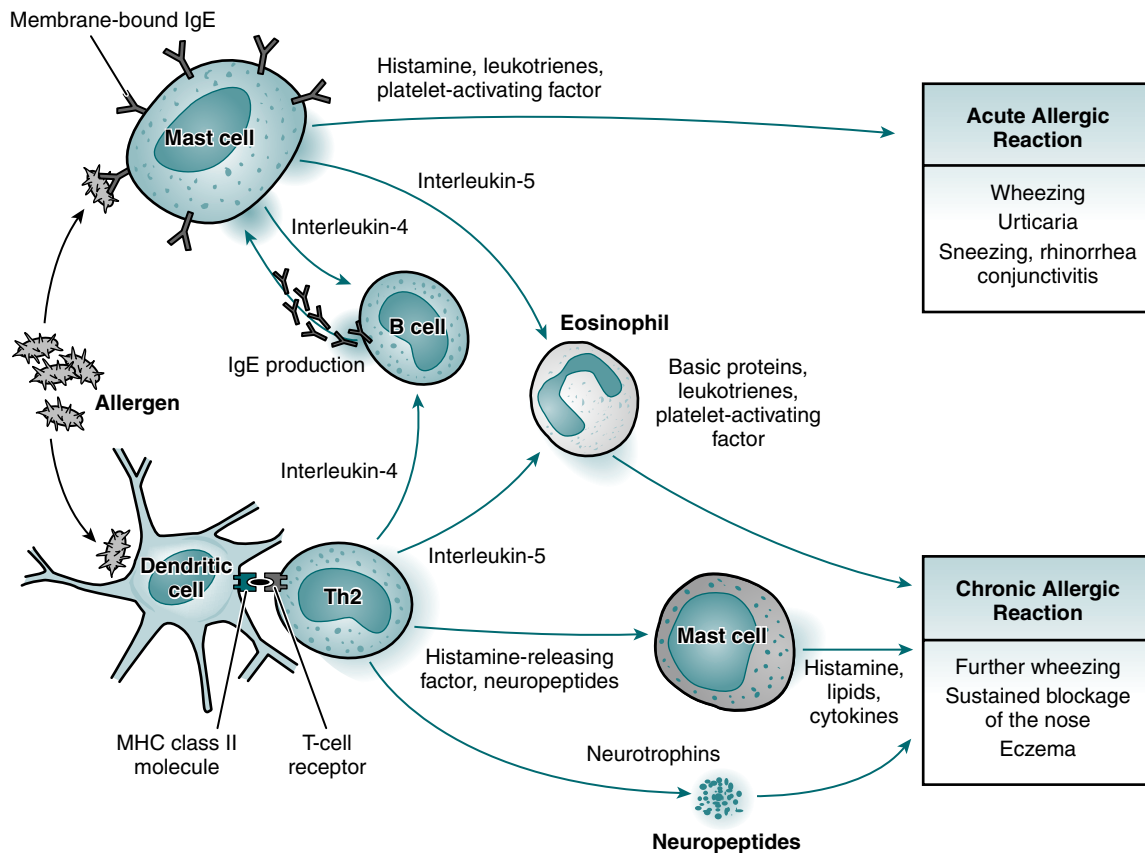 Membrane-bound IgE
Mast cell
Histamine, leukotrienes,
platelet-activating factor
Acute Allergic
Reaction
Wheezing
Urticaria
Sneezing, rhinorrhea
conjunctivitis
Interleukin-5
Interleukin-4
B cell
IgE production
Eosinophil
Basic proteins,
leukotrienes,
platelet-activating
factor
Allergen
Interleukin-4
Interleukin-5
Dendritic
cell
Th2
Mast cell
Histamine-releasing
factor, neuropeptides
Histamine,
lipids,
cytokines
Chronic Allergic
Reaction
Further wheezing
Sustained blockage
of the nose
Eczema
MHC class II
molecule
T-cell
receptor
Neurotrophins
Neuropeptides